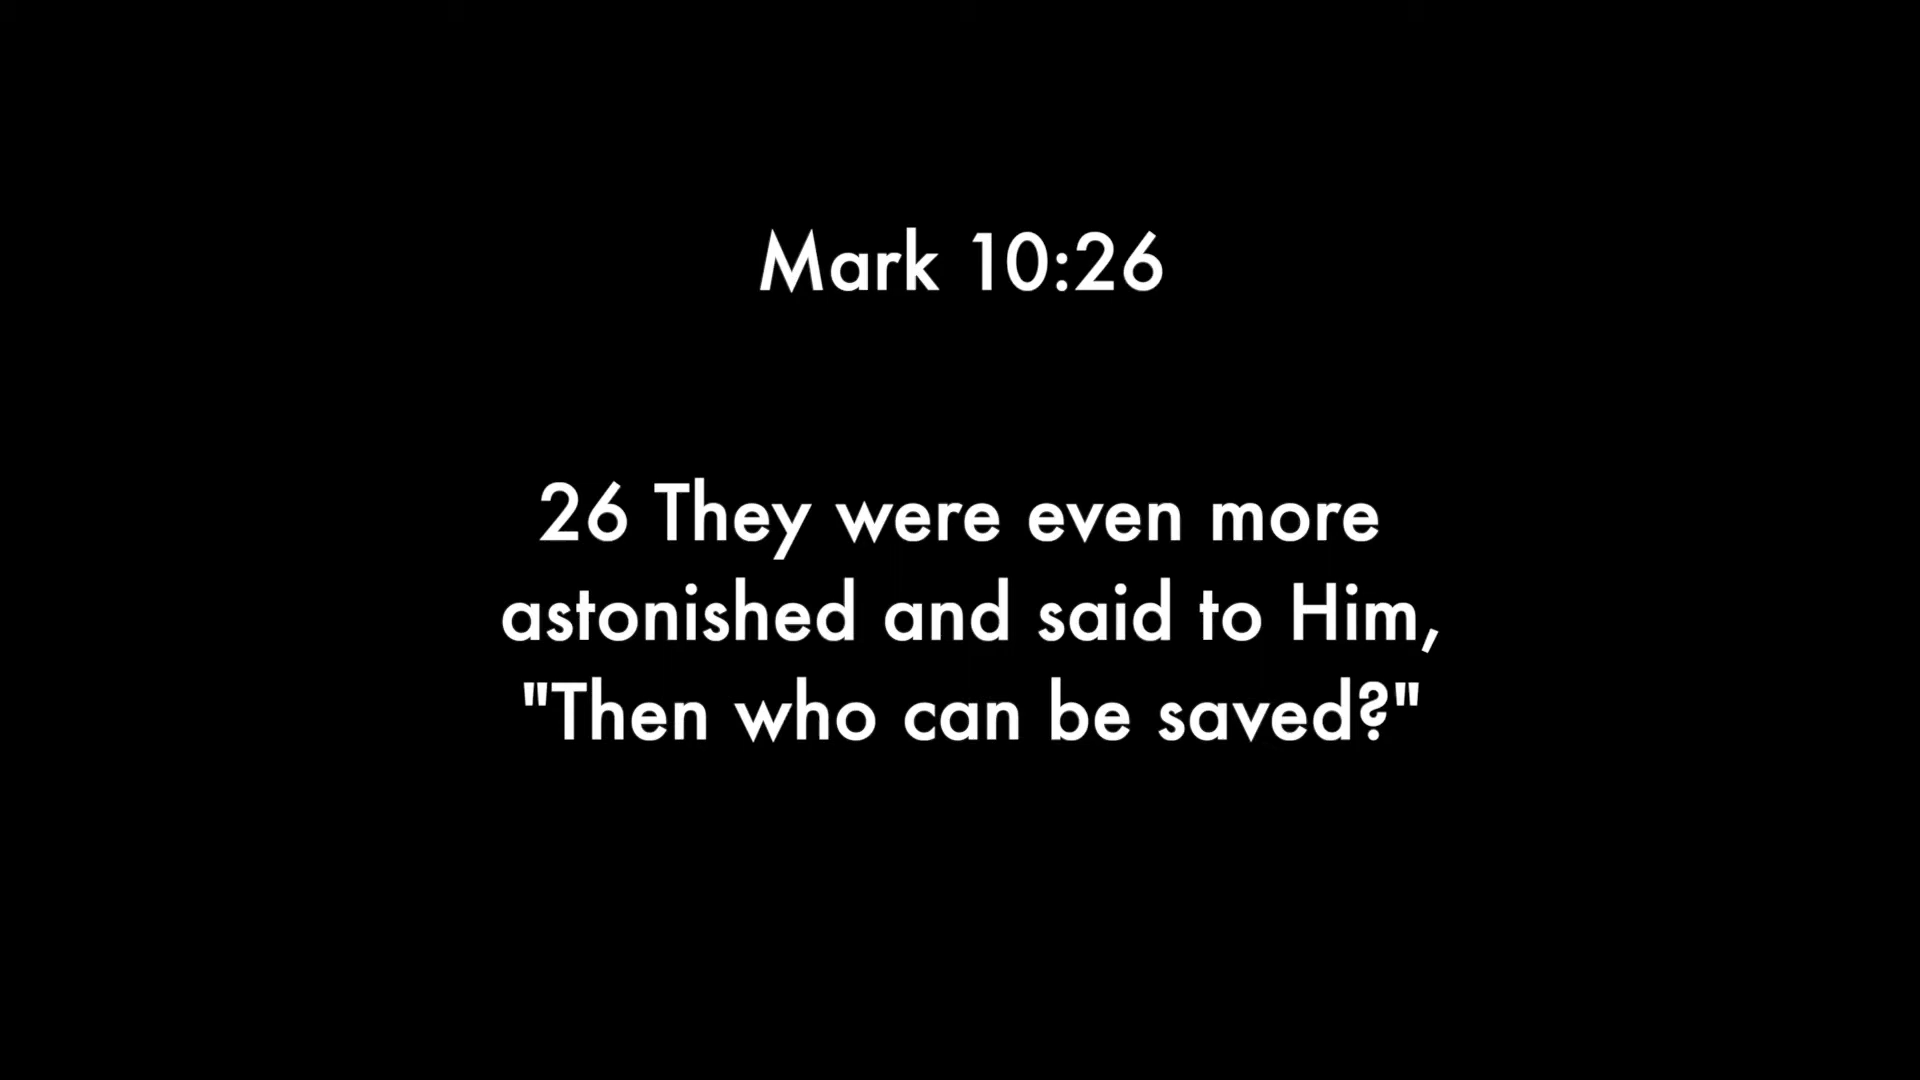 Mark 10:26
26 They were even more
astonished and said to Him,
"Then who can be saved?"